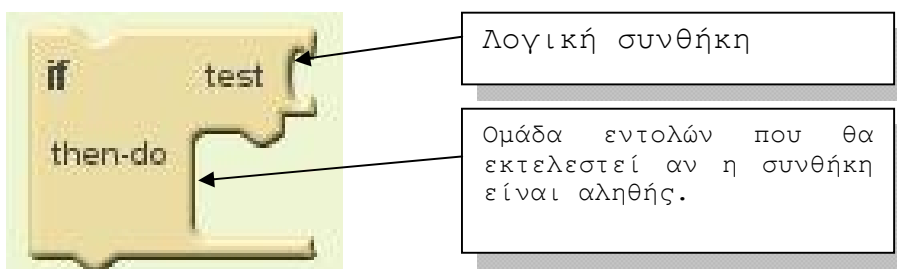 if test
then-do
Λογική συνθήκη
Ομάδα εντολών που θα
εκτελεστεί αν η συνθήκη
είναι αληθής.